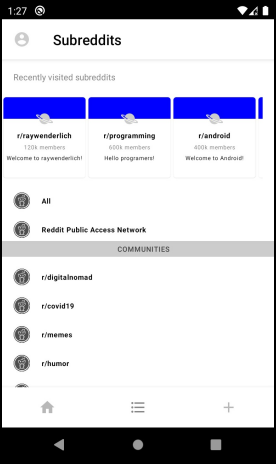 1:27
Subreddits
Recently visited subreddits
r/raywenderlich
120k members
Welcome to raywenderlich!
r/programming
600k members
Hello programers!
r/android
400k members
Welcome to Android!
All
Reddit Public Access Network
COMMUNITIES
r/digitalnomad
r/covid19
r/memes
r/humor